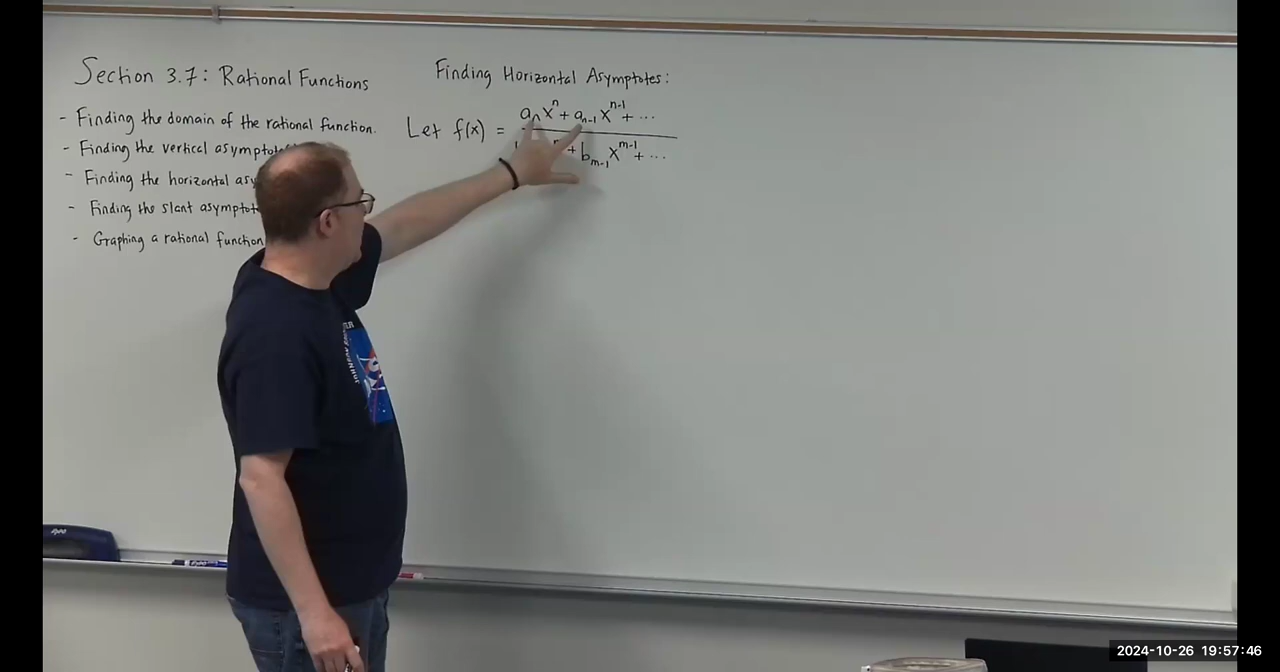 Section 3.7: Rational Functions
- Finding the domain of the rational function.
- Finding the vertical
- Finding the horizontal
- Finding the slant
- Graphing a rational function
Finding Horizontal Asymptotes:
Let f(x) = aₙxⁿ + aₙ₋₁xⁿ⁻¹ + ...
+ bₘ₋₁xᵐ⁻¹ + ...
expo
2024-10-26 19:57:46